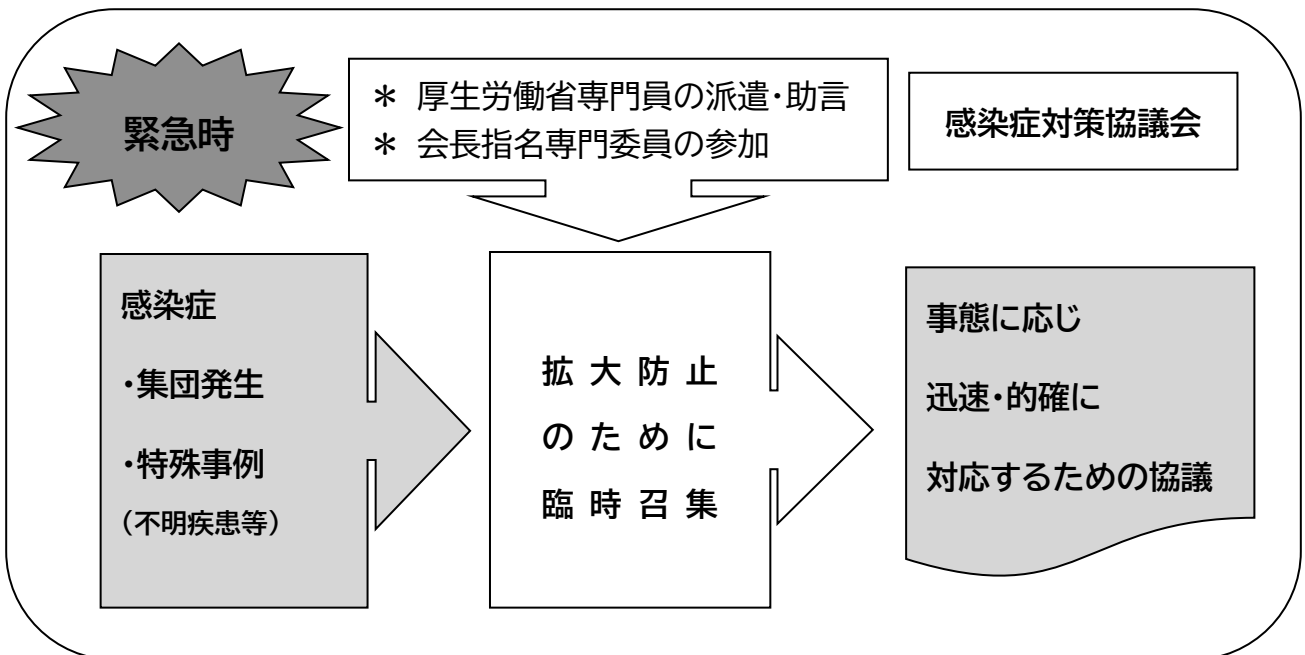 緊急時
＊ 厚生労働省専門員の派遣・助言
＊ 会長指名専門委員の参加
感染症対策協議会
感染症
・集団発生
・特殊事例
（不明疾患等）
拡大防止
のために
臨時召集
事態に応じ
迅速・的確に
対応するための協議